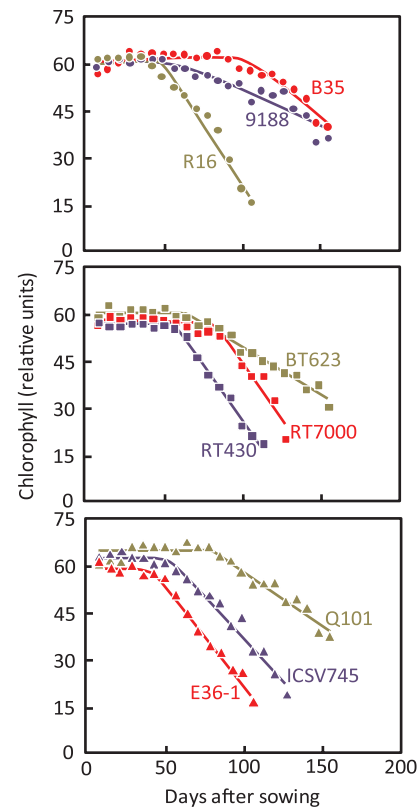 75
60
45
30
15
0
B35
9188
R16
Chlorophyll (relative units)
75
60
45
30
15
0
BT623
RT7000
RT430
75
60
45
30
15
0
Q101
ICSV745
E36-1
0 50 100 150 200
Days after sowing